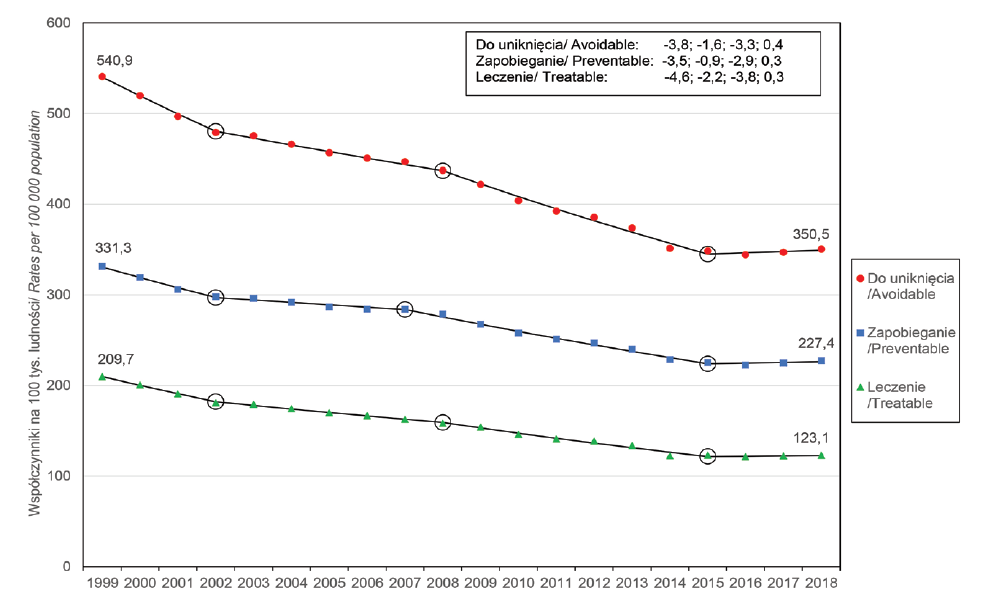 600
500
400
300
200
100
0
Współczynniki na 100 tys. ludności/ Rates per 100 000 population
Do uniknięcia/ Avoidable: -3,8; -1,6; -3,3; 0,4
Zapobieganie/ Preventable: -3,5; -0,9; -2,9; 0,3
Leczenie/ Treatable: -4,6; -2,2; -3,8; 0,3
540,9
350,5
331,3
227,4
209,7
123,1
Do uniknięcia
/Avoidable
Zapobieganie
/Preventable
Leczenie
/Treatable
1999 2000 2001 2002 2003 2004 2005 2006 2007 2008 2009 2010 2011 2012 2013 2014 2015 2016 2017 2018